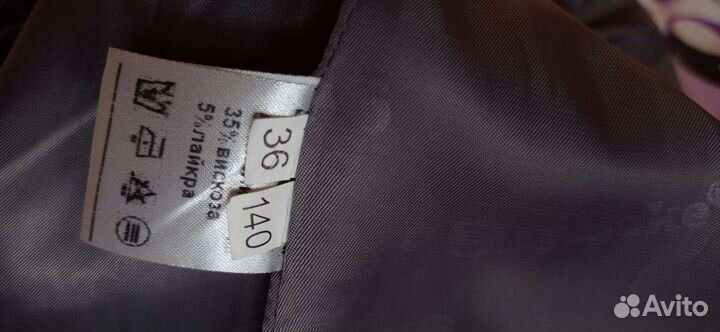 35% вискоза
5% лайкра
36
140
Avito